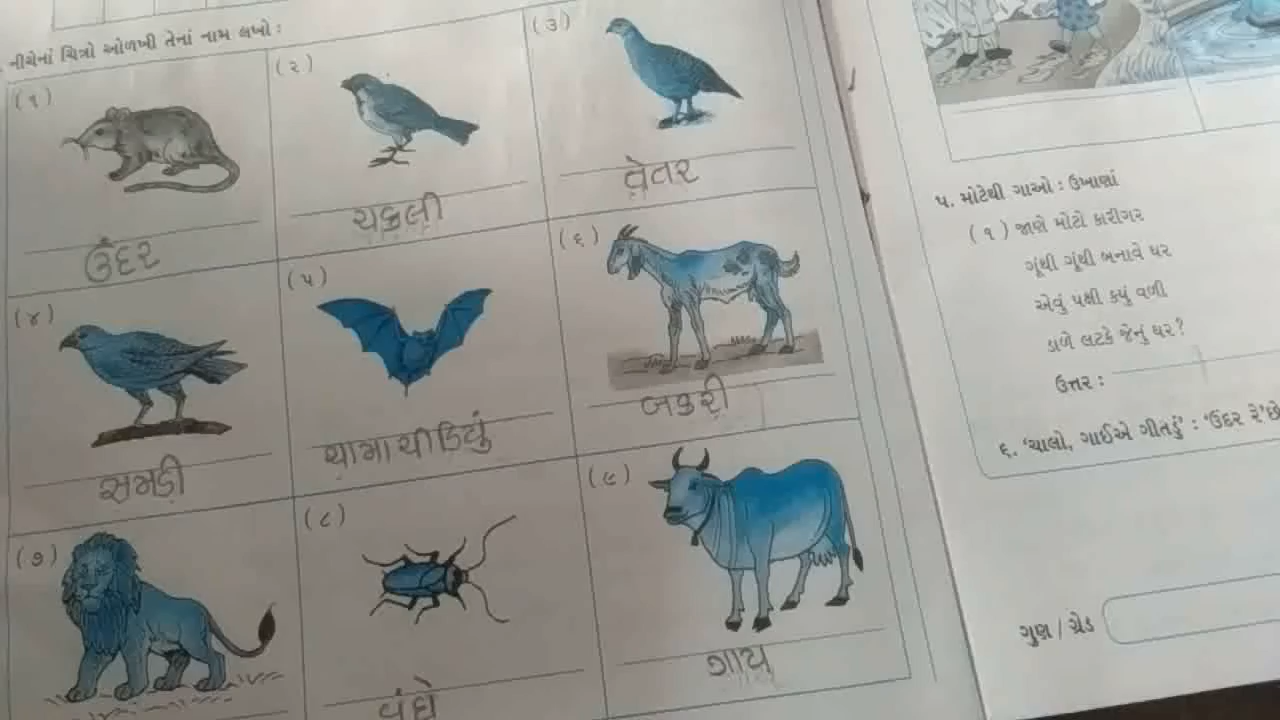 નીચેનાં ચિત્રો ઓળખી તેનાં નામ લખો :
(૧)
ઉંદર
(૨)
ચકલી
(૩)
તેતર
(૪)
સમડી
(૫)
ચામાચીડિયું
(૬)
બકરી
(૭)
(૮)
વંદો
(૯)
ગાય
૫. મોટેથી ગાઓ : ઉખાણાં
(૧) જાણે મોટો કારીગર
ગૂંથી ગૂંથી બનાવે ઘર
એવું પક્ષી કયું વળી
ડાળે લટકે જેનું ઘર?
ઉત્તર :
૬. 'ચાલો, ગાઈએ ગીતડું' : 'ઉંદર રે'
ગુણ / ગ્રેડ